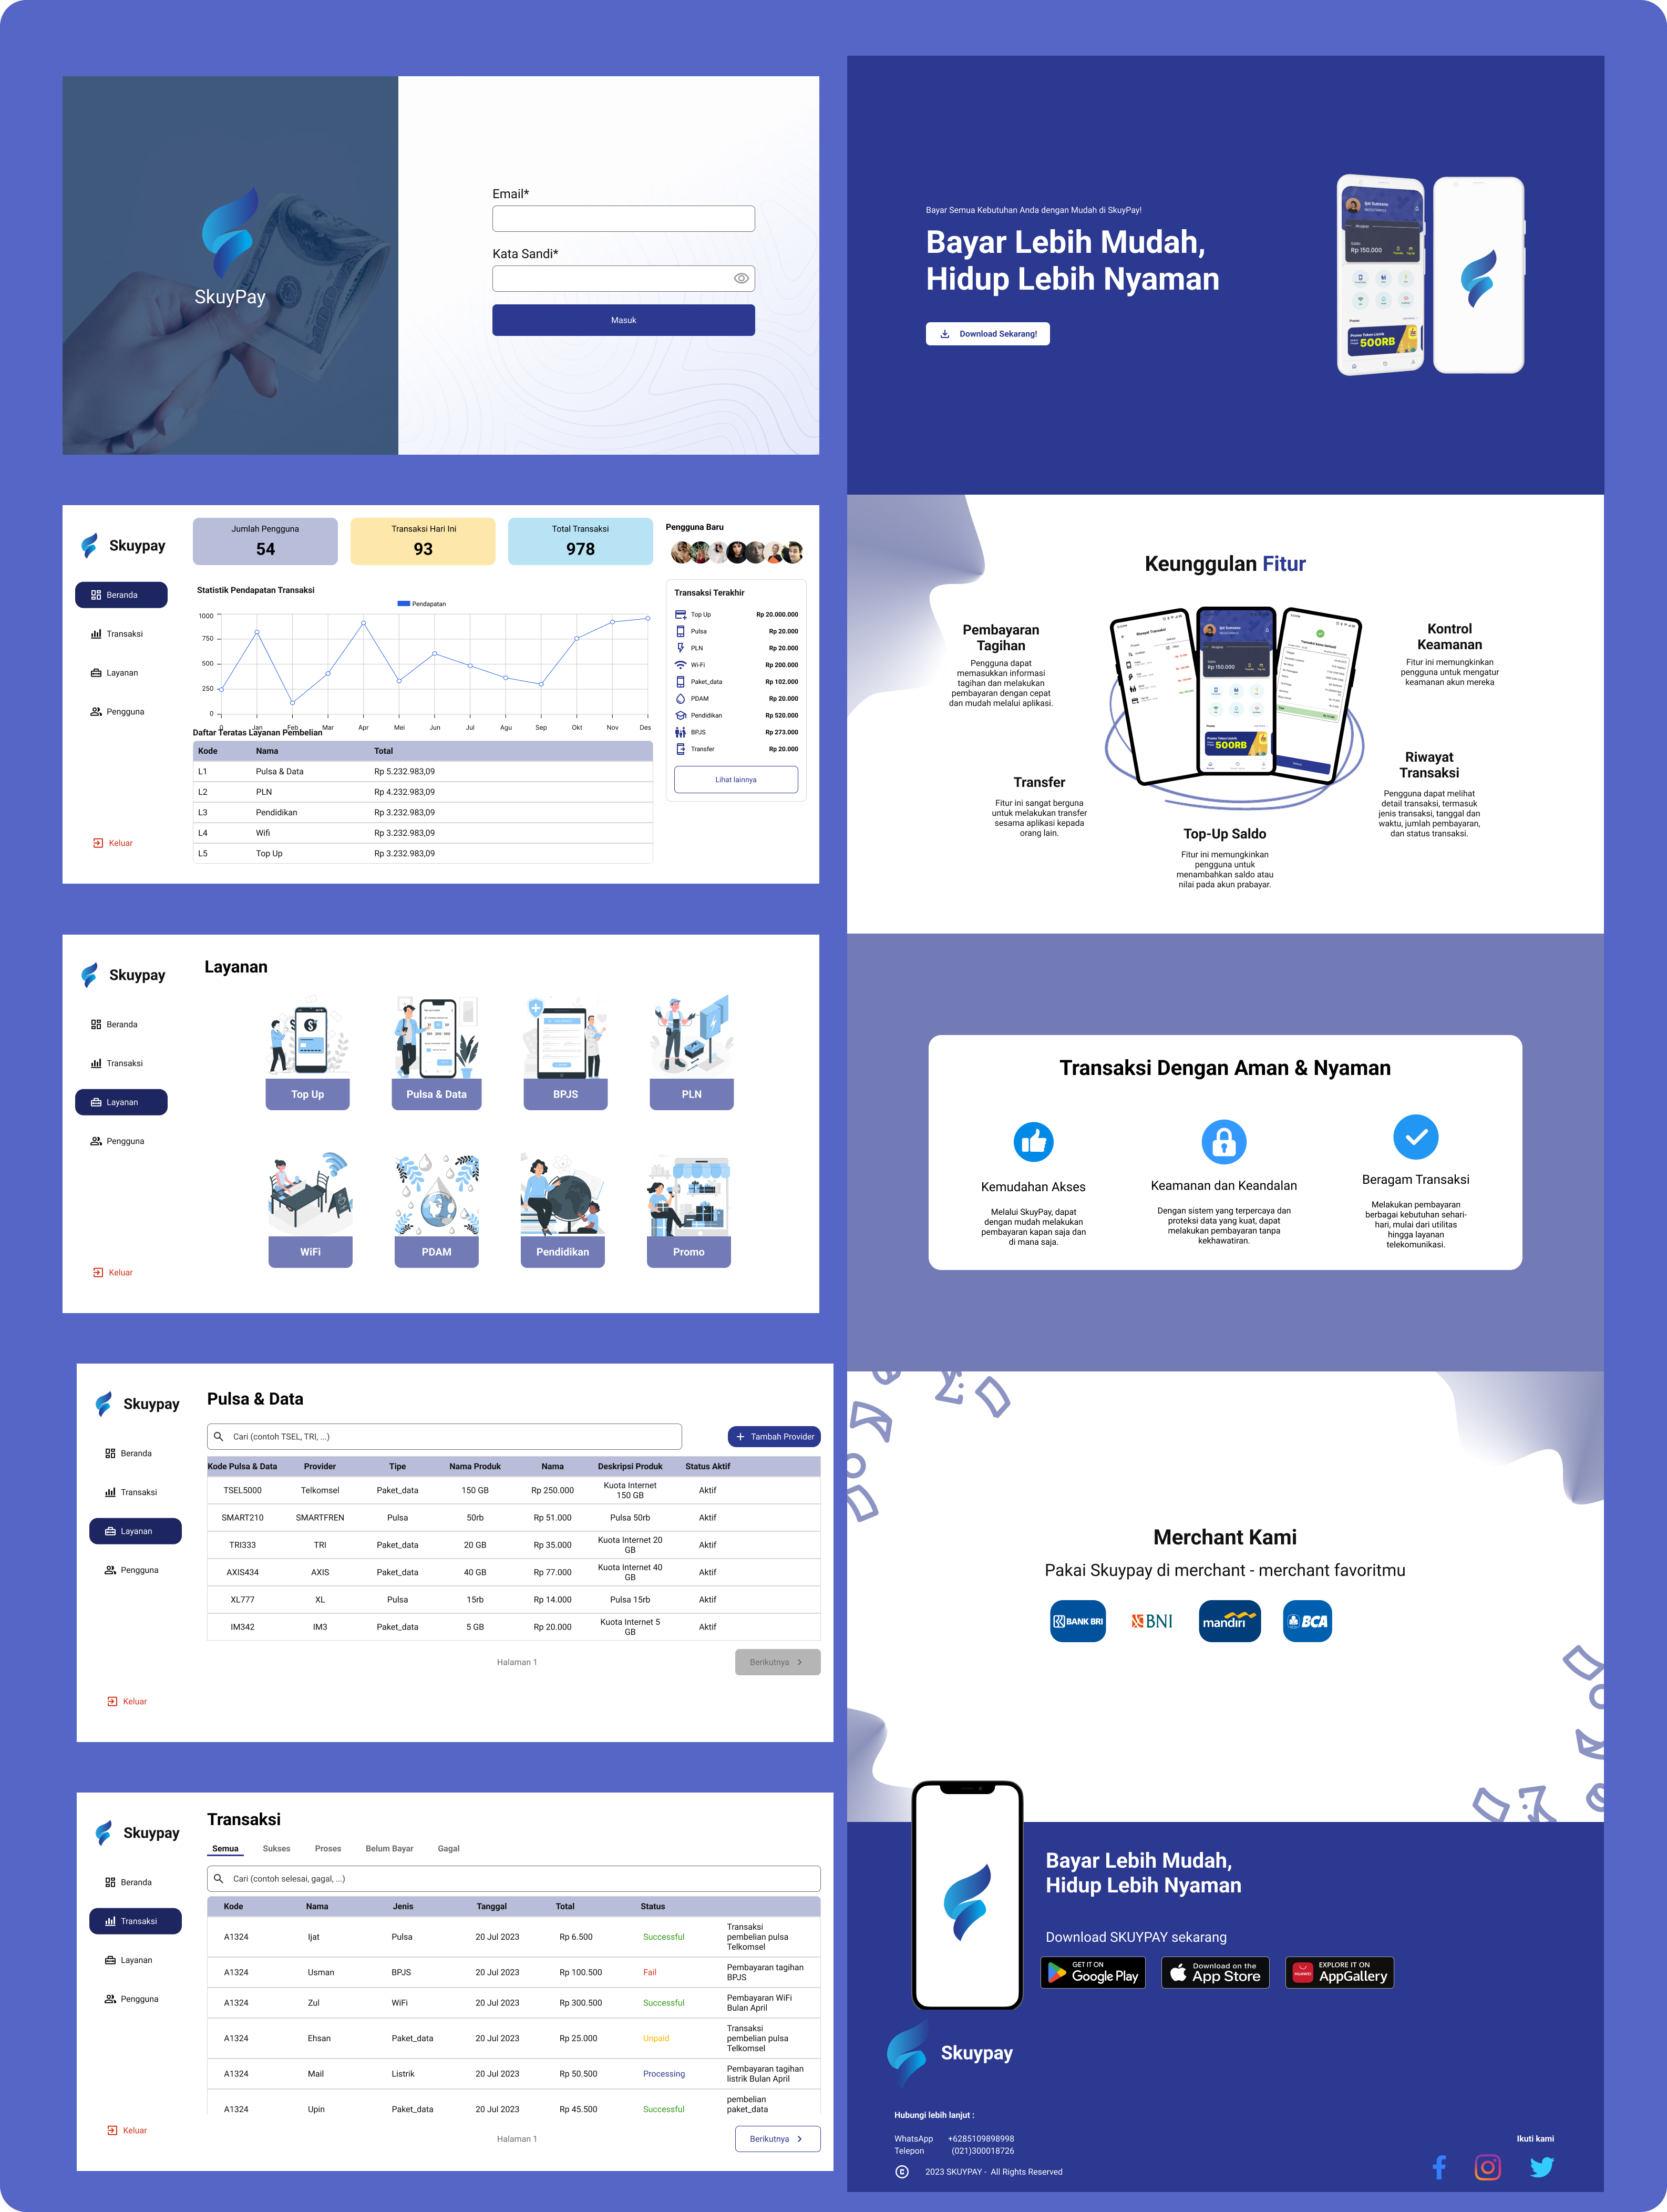 SkuyPay
Email*
Kata Sandi*
Masuk
Skuypay
Beranda
Transaksi
Layanan
Pengguna
Keluar
Jumlah Pengguna
54
Transaksi Hari Ini
93
Total Transaksi
978
Pengguna Baru
Statistik Pendapatan Transaksi
Pendapatan
1000
750
500
250
0
0 Jan Feb Mar Apr Mei Jun Jul Agu Sep Okt Nov Des
Transaksi Terakhir
Top Up Rp 20.000.000
Pulsa Rp 20.000
PLN Rp 20.000
Wi-Fi Rp 200.000
Paket_data Rp 102.000
PDAM Rp 20.000
Pendidikan Rp 520.000
BPJS Rp 273.000
Transfer Rp 20.000
Lihat lainnya
Daftar Teratas Layanan Pembelian
Kode Nama Total
L1 Pulsa & Data Rp 5.232.983,09
L2 PLN Rp 4.232.983,09
L3 Pendidikan Rp 3.232.983,09
L4 Wifi Rp 3.232.983,09
L5 Top Up Rp 3.232.983,09
Skuypay
Beranda
Transaksi
Layanan
Pengguna
Keluar
Layanan
Top Up
Pulsa & Data
BPJS
PLN
WiFi
PDAM
Pendidikan
Promo
Skuypay
Beranda
Transaksi
Layanan
Pengguna
Keluar
Pulsa & Data
Cari (contoh TSEL, TRI, ...)
Tambah Provider
Kode Pulsa & Data Provider Tipe Nama Produk Nama Deskripsi Produk Status Aktif
TSEL5000 Telkomsel Paket_data 150 GB Rp 250.000 Kuota Internet 150 GB Aktif
SMART210 SMARTFREN Pulsa 50rb Rp 51.000 Pulsa 50rb Aktif
TRI333 TRI Paket_data 20 GB Rp 35.000 Kuota Internet 20 GB Aktif
AXIS434 AXIS Paket_data 40 GB Rp 77.000 Kuota Internet 40 GB Aktif
XL777 XL Pulsa 15rb Rp 14.000 Pulsa 15rb Aktif
IM342 IM3 Paket_data 5 GB Rp 20.000 Kuota Internet 5 GB Aktif
Halaman 1
Berikutnya
Skuypay
Beranda
Transaksi
Layanan
Pengguna
Keluar
Transaksi
Semua Sukses Proses Belum Bayar Gagal
Cari (contoh selesai, gagal, ...)
Kode Nama Jenis Tanggal Total Status
A1324 Ijat Pulsa 20 Jul 2023 Rp 6.500 Successful Transaksi pembelian pulsa Telkomsel
A1324 Usman BPJS 20 Jul 2023 Rp 100.500 Fail Pembayaran tagihan BPJS
A1324 Zul WiFi 20 Jul 2023 Rp 300.500 Successful Pembayaran WiFi Bulan April
A1324 Ehsan Paket_data 20 Jul 2023 Rp 25.000 Unpaid Transaksi pembelian pulsa Telkomsel
A1324 Mail Listrik 20 Jul 2023 Rp 50.500 Processing Pembayaran tagihan listrik Bulan April
A1324 Upin Paket_data 20 Jul 2023 Rp 45.500 Successful pembelian paket_data
Halaman 1
Berikutnya
Bayar Semua Kebutuhan Anda dengan Mudah di SkuyPay!
Bayar Lebih Mudah,
Hidup Lebih Nyaman
Download Sekarang!
Ijat Sutresno
Rp 150.000
Promo Token Listrik
500RB
Keunggulan Fitur
Pembayaran
Tagihan
Pengguna dapat
memasukkan informasi
tagihan dan melakukan
pembayaran dengan cepat
dan mudah melalui aplikasi.
Kontrol
Keamanan
Fitur ini memungkinkan
pengguna untuk mengatur
keamanan akun mereka
Riwayat Transaksi
Ijat Sutresno
Rp 150.000
Promo Token Listrik
500RB
Transfer
Fitur ini sangat berguna
untuk melakukan transfer
sesama aplikasi kepada
orang lain.
Riwayat
Transaksi
Pengguna dapat melihat
detail transaksi, termasuk
jenis transaksi, tanggal dan
waktu, jumlah pembayaran,
dan status transaksi.
Top-Up Saldo
Fitur ini memungkinkan
pengguna untuk
menambahkan saldo atau
nilai pada akun prabayar.
Transaksi Dengan Aman & Nyaman
Kemudahan Akses
Melalui SkuyPay, dapat
dengan mudah melakukan
pembayaran kapan saja dan
di mana saja.
Keamanan dan Keandalan
Dengan sistem yang terpercaya dan
proteksi data yang kuat, dapat
melakukan pembayaran tanpa
kekhawatiran.
Beragam Transaksi
Melakukan pembayaran
berbagai kebutuhan sehari-
hari, mulai dari utilitas
hingga layanan
telekomunikasi.
Merchant Kami
Pakai Skuypay di merchant - merchant favoritmu
BANK BRI
BNI
mandiri
BCA
Bayar Lebih Mudah,
Hidup Lebih Nyaman
Download SKUYPAY sekarang
GET IT ON
Google Play
Download on the
App Store
HUAWEI
EXPLORE IT ON
AppGallery
Skuypay
Hubungi lebih lanjut :
WhatsApp +6285109898998
Telepon (021)300018726
2023 SKUYPAY - All Rights Reserved
Ikuti kami